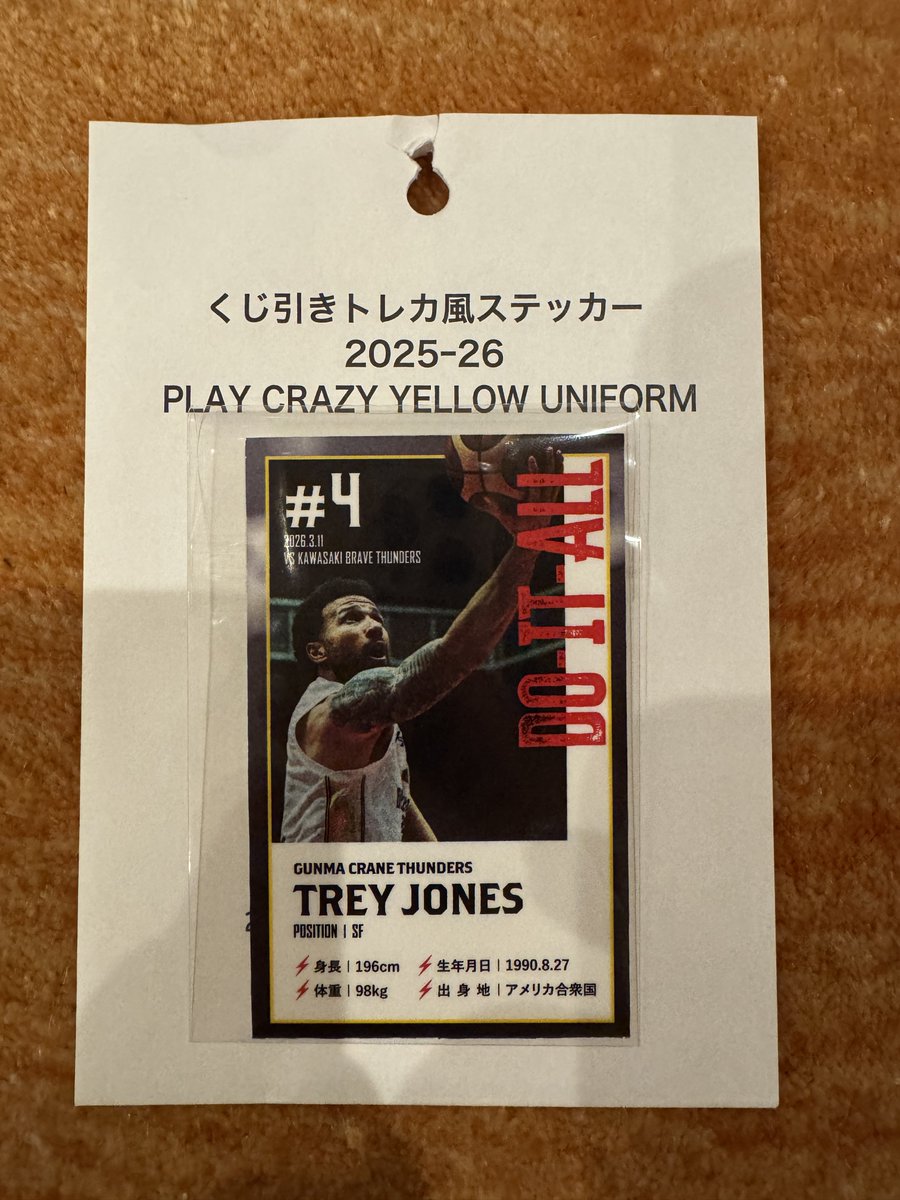 くじ引きトレカ風ステッカー
2025-26
PLAY CRAZY YELLOW UNIFORM
#4
2026.3.11
VS KAWASAKI BRAVE THUNDERS
DO-IT-ALL
GUNMA CRANE THUNDERS
TREY JONES
POSITION | SF
身長 | 196cm
生年月日 | 1990.8.27
体重 | 98kg
出身地 | アメリカ合衆国